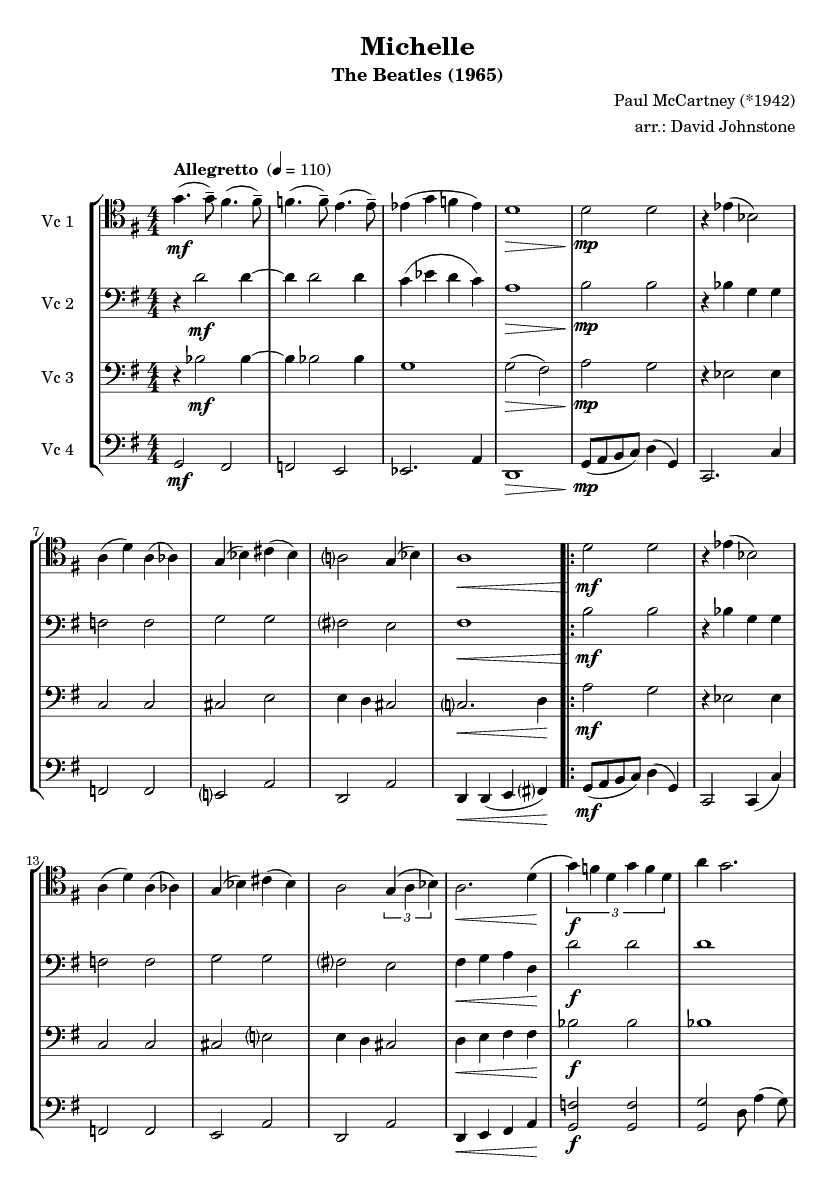 Michelle
The Beatles (1965)
Paul McCartney (*1942)
arr.: David Johnstone
Allegretto (♩ = 110)
Vc 1
mf
mp
Vc 2
mf
mp
Vc 3
mf
mp
Vc 4
mf
mp
7
mf
mf
mf
mf
13
3
3
f
f
f
f